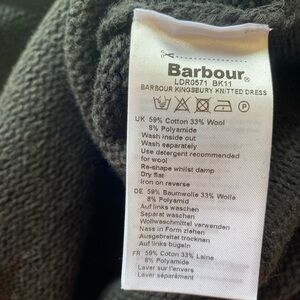 Barbour®
LDR0571 BK11
BARBOUR KINGSBURY KNITTED DRESS
UK 59% Cotton 33% Wool
8% Polyamide
Wash inside out
Wash separately
Use detergent recommended
for wool
Re-shape whilst damp
Dry flat
Iron on reverse
DE 59% Baumwolle 33% Wolle
8% Polyamid
Auf links waschen
Separat waschen
Wollwaschmittel verwenden
Nass in Form ziehen
Ausgebreitet trocknen
Auf links bügeln
FR 59% Coton 33% Laine
8% Polyamide
Laver sur l'envers
Laver séparément